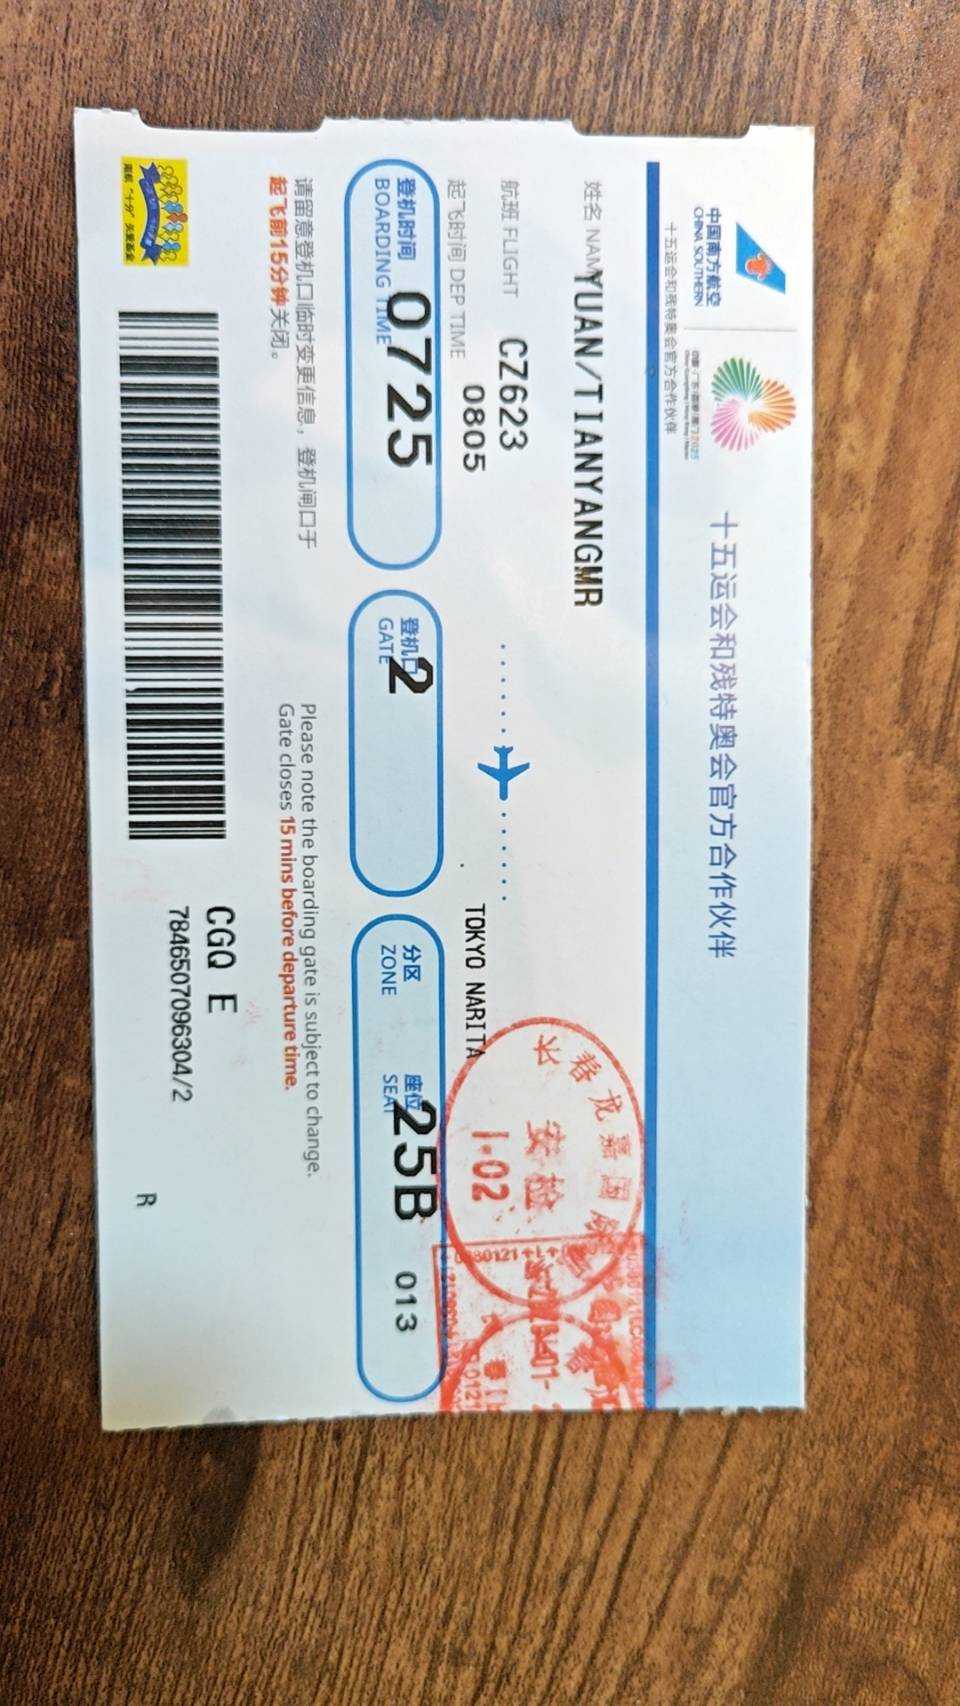 中国南方航空
CHINA SOUTHERN
十五运会和残特奥会官方合作伙伴
十五运会和残特奥会官方合作伙伴
姓名 NAME
YUAN/TIANYANGMR
航班 FLIGHT
CZ623
起飞时间 DEP TIME
0805
TOKYO NARITA
登机时间
BOARDING TIME
0725
登机口
GATE
2
分区
ZONE
座位
SEAT
25B
013
请留意登机口临时变更信息，登机闸口于
起飞前15分钟关闭。
Please note the boarding gate is subject to change.
Gate closes 15 mins before departure time.
CGQ E
7846507096304/2
R
长春龙嘉国
安检
1·02